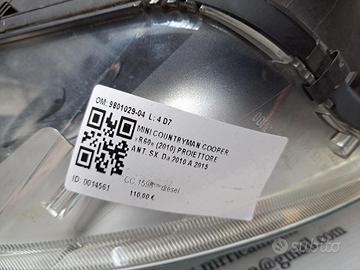 OM: 9801029-04 L: 4 D7
MINI COUNTRYMAN COOPER
"R60" (2010) PROIETTORE
ANT. SX. Da 2010 A 2015
ID: 0014561
CC. 1598 diesel
110,00 €
subito